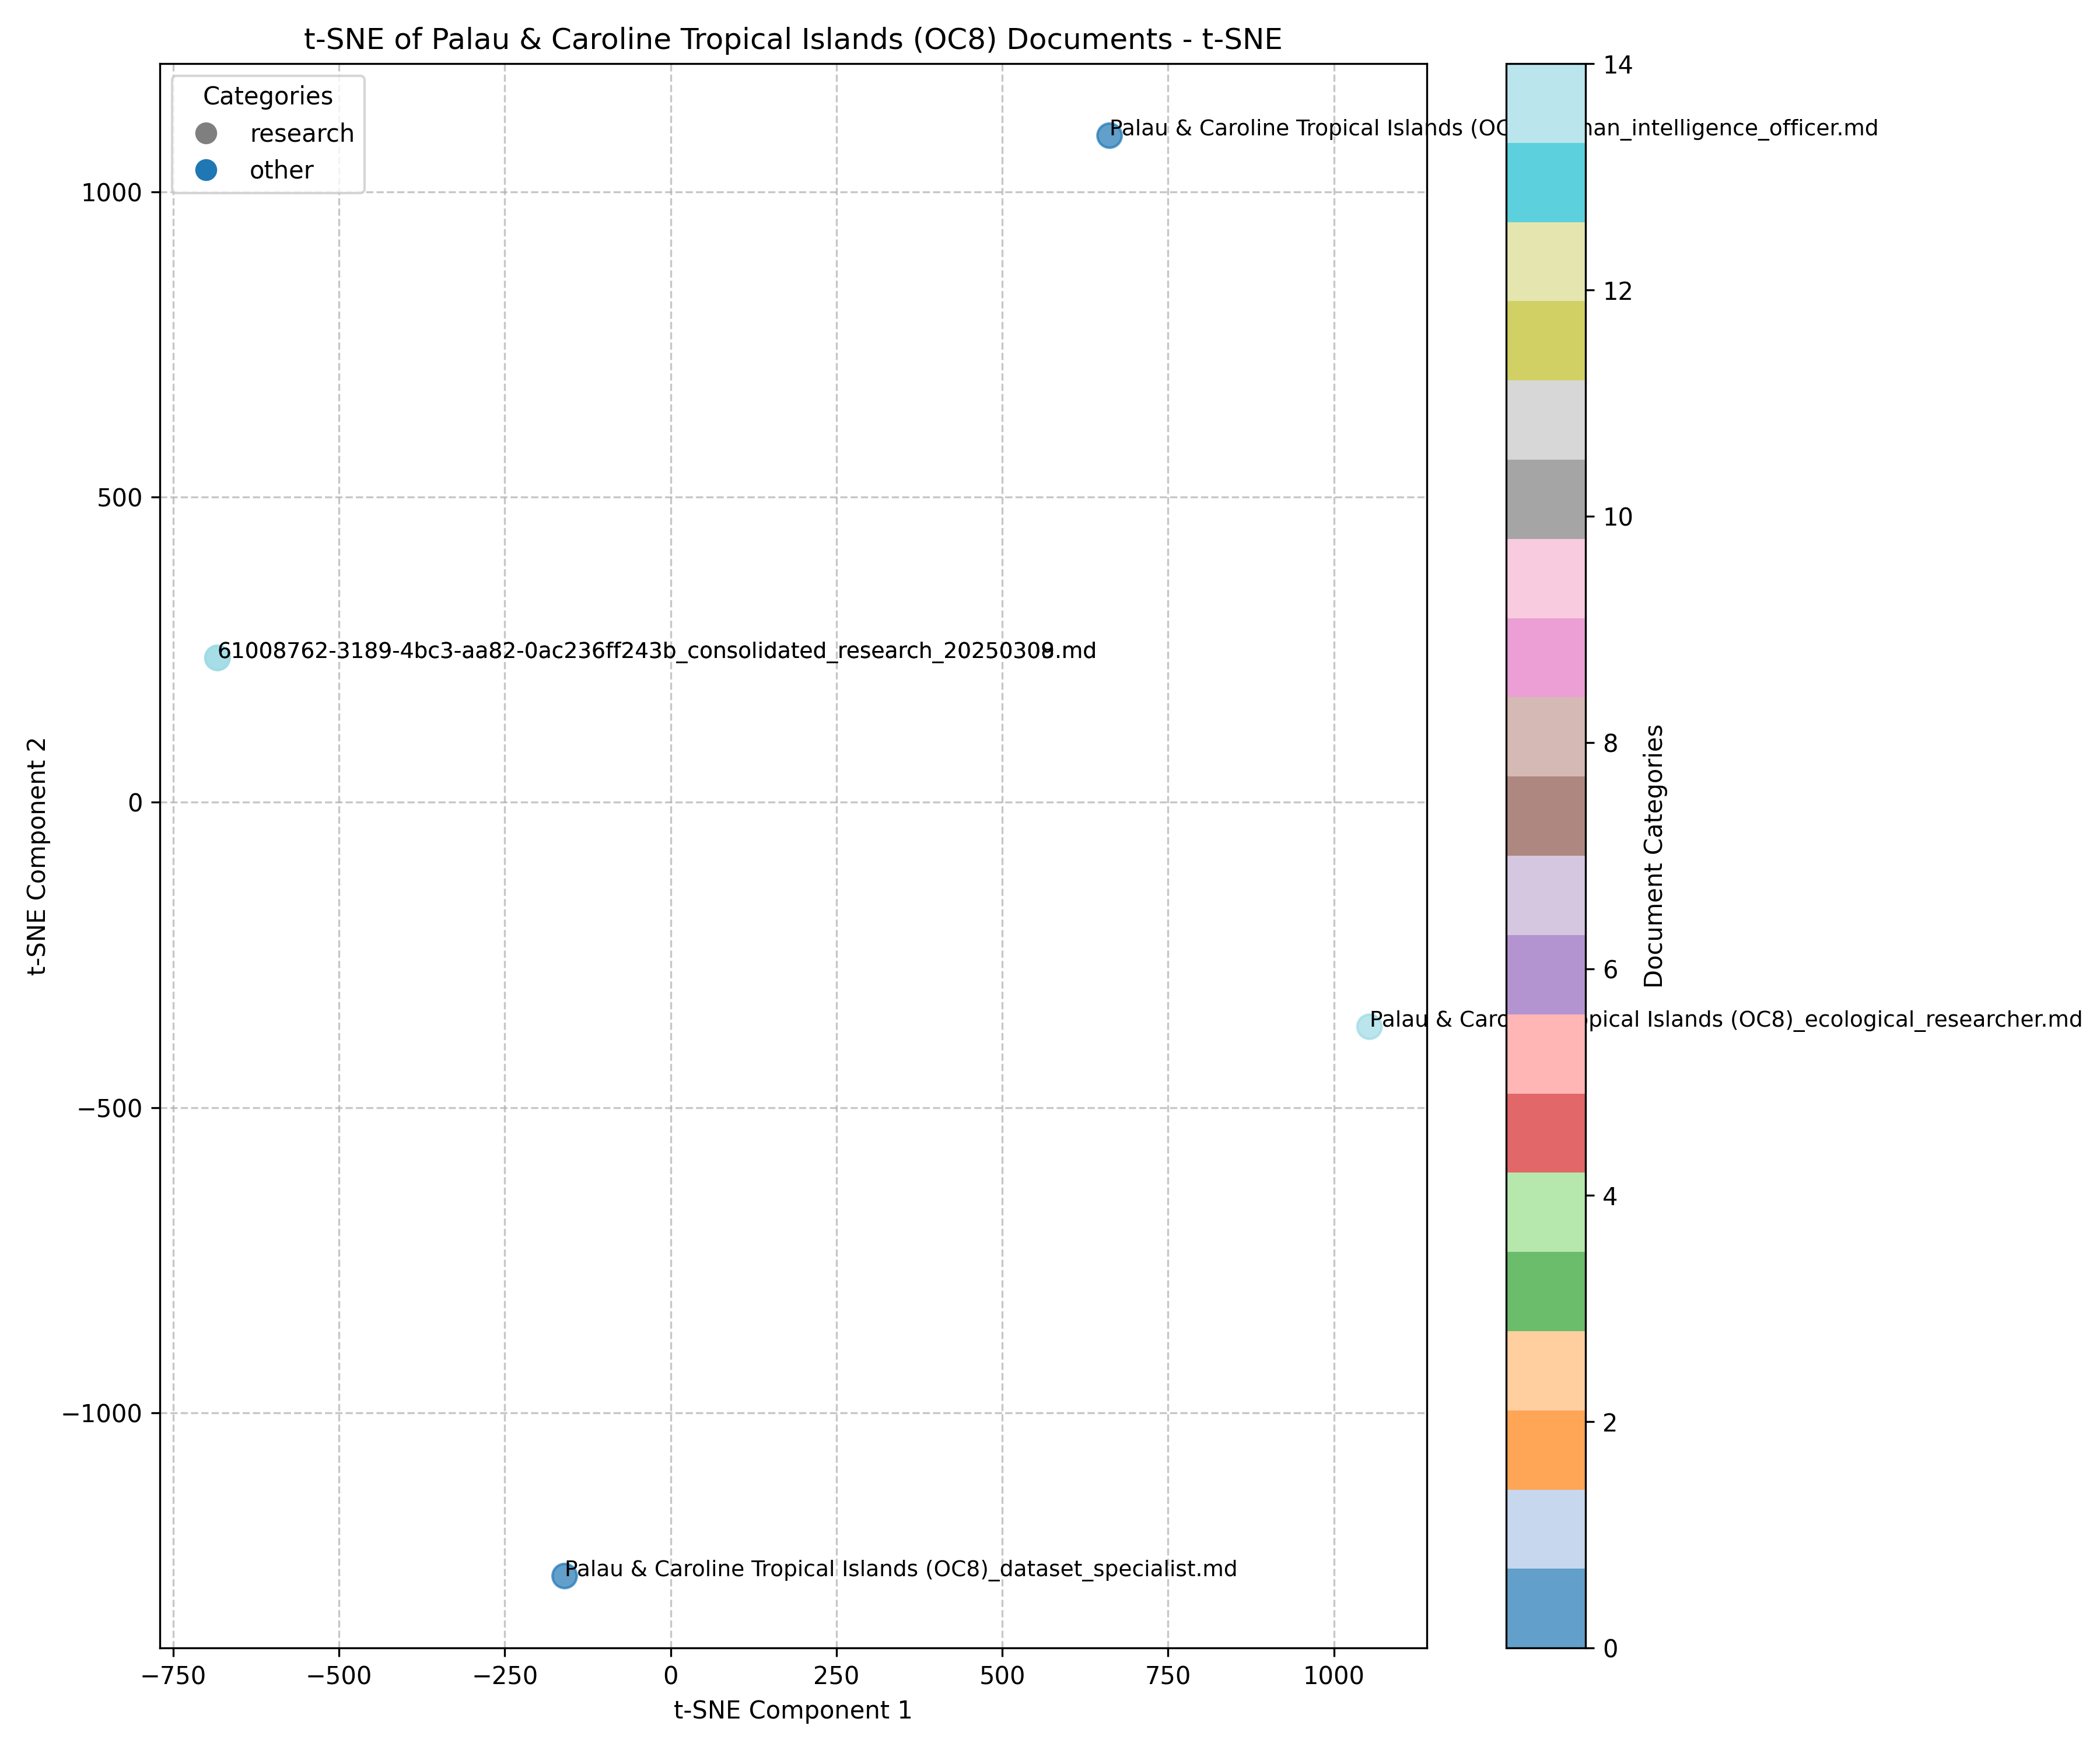 t-SNE of Palau & Caroline Tropical Islands (OC8) Documents - t-SNE
Categories
research
other
Palau & Caroline Tropical Islands (OC
an_intelligence_officer.md
61008762-3189-4bc3-aa82-0ac236ff243b_consolidated_research_2025030
.md
Palau & Caro
pical Islands (OC8)_ecological_researcher.md
Palau & Caroline Tropical Islands (OC8)_dataset_specialist.md
1000
500
0
−500
−1000
t-SNE Component 2
−750
−500
−250
0
250
500
750
1000
t-SNE Component 1
14
12
10
8
6
4
2
0
Document Categories